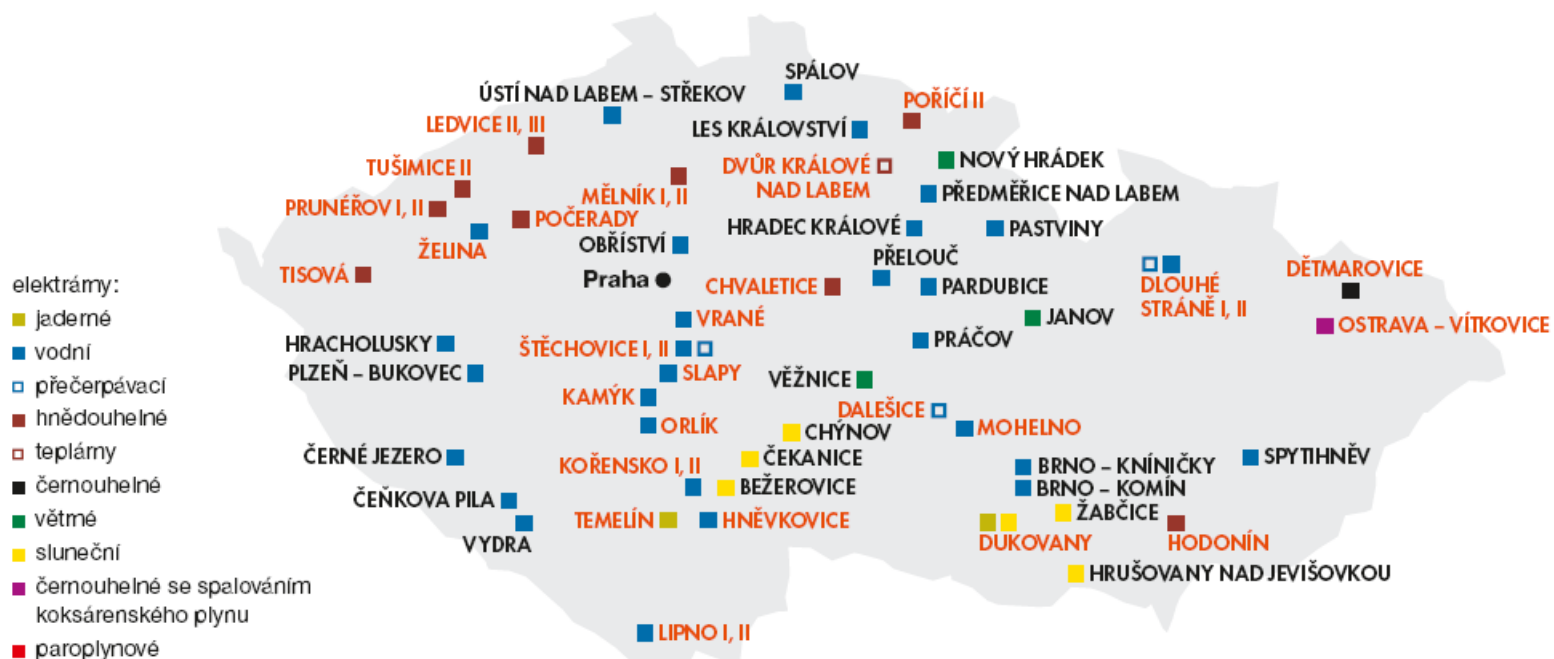 SPÁLOV
ÚSTÍ NAD LABEM – STŘEKOV
POŘÍČÍ II
LEDVICE II, III
LES KRÁLOVSTVÍ
TUŠIMICE II
DVŮR KRÁLOVÉ
NAD LABEM
NOVÝ HRÁDEK
MĚLNÍK I, II
PŘEDMĚŘICE NAD LABEM
PRUNÉŘOV I, II
POČERADY
HRADEC KRÁLOVÉ
PASTVINY
ŽELINA
OBŘÍSTVÍ
PŘELOUČ
TISOVÁ
Praha
CHVALETICE
PARDUBICE
DLOUHÉ
STRÁNĚ I, II
DĚTMAROVICE
VRANÉ
JANOV
OSTRAVA – VÍTKOVICE
HRACHOLUSKY
ŠTĚCHOVICE I, II
PRÁČOV
PLZEŇ – BUKOVEC
SLAPY
VĚŽNICE
KAMÝK
DALEŠICE
ORLÍK
CHÝNOV
MOHELNO
ČERNÉ JEZERO
KOŘENSKO I, II
ČEKANICE
BRNO – KNÍNIČKY
SPYTIHNĚV
ČEŇKOVA PILA
BEŽEROVICE
BRNO – KOMÍN
TEMELÍN
HNĚVKOVICE
ŽABČICE
VYDRA
DUKOVANY
HODONÍN
HRUŠOVANY NAD JEVIŠOVKOU
LIPNO I, II
elektrárny:
jaderné
vodní
přečerpávací
hnědouhelné
teplárny
černouhelné
větrné
sluneční
černouhelné se spalováním
koksárenského plynu
paroplynové